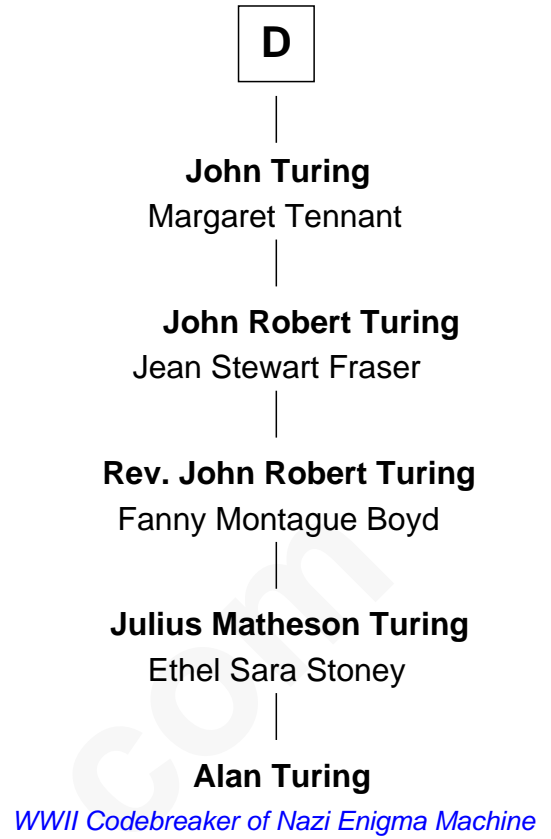 D
John Turing
Margaret Tennant
John Robert Turing
Jean Stewart Fraser
Rev. John Robert Turing
Fanny Montague Boyd
Julius Matheson Turing
Ethel Sara Stoney
Alan Turing
WWII Codebreaker of Nazi Enigma Machine
com